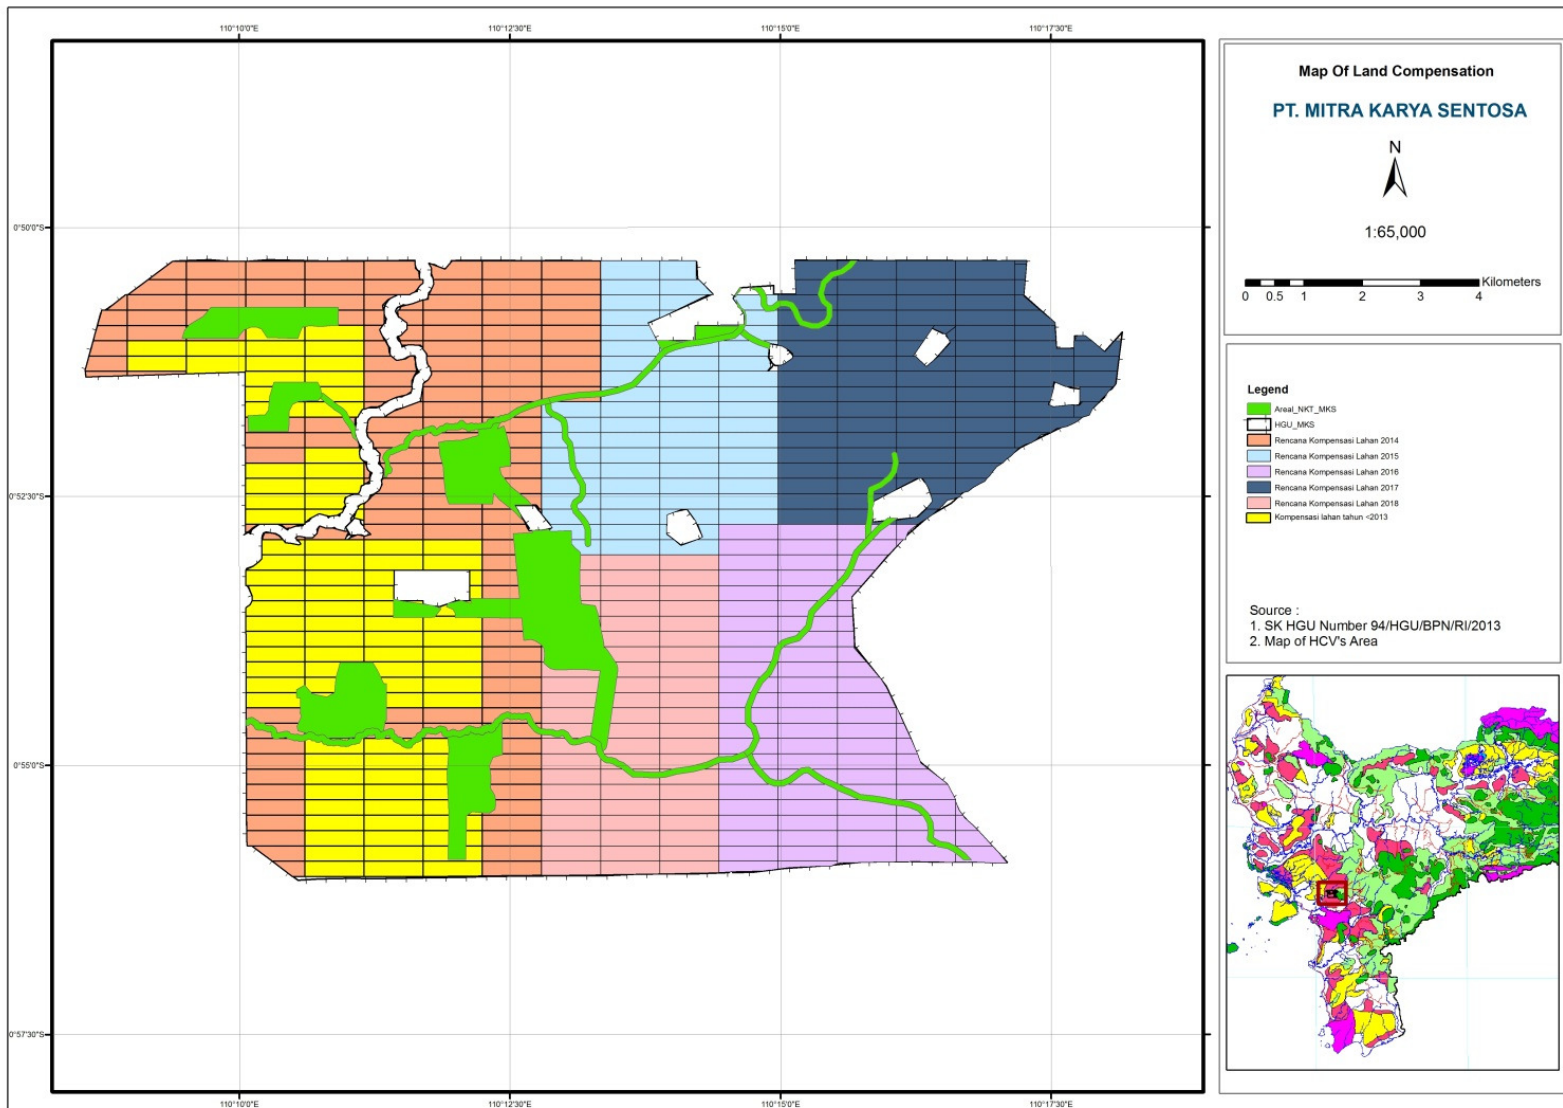 110°10'0"E
110°12'30"E
110°15'0"E
110°17'30"E
0°50'0"S
0°52'30"S
0°55'0"S
0°57'30"S
110°10'0"E
110°12'30"E
110°15'0"E
110°17'30"E
Map Of Land Compensation
PT. MITRA KARYA SENTOSA
N
1:65,000
Kilometers
0 0.5 1 2 3 4
Legend
Areal_NKT_MKS
HGU_MKS
Rencana Kompensasi Lahan 2014
Rencana Kompensasi Lahan 2015
Rencana Kompensasi Lahan 2016
Rencana Kompensasi Lahan 2017
Rencana Kompensasi Lahan 2018
Kompensasi lahan tahun <2013
Source :
1. SK HGU Number 94/HGU/BPN/RI/2013
2. Map of HCV's Area